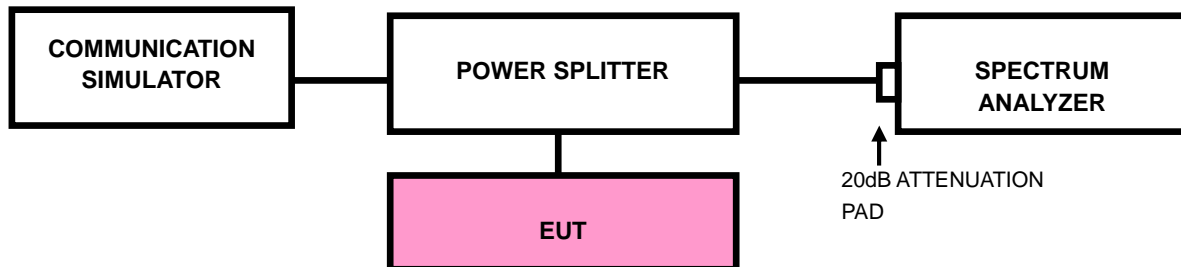 COMMUNICATION
SIMULATOR
POWER SPLITTER
SPECTRUM
ANALYZER
20dB ATTENUATION
PAD
EUT